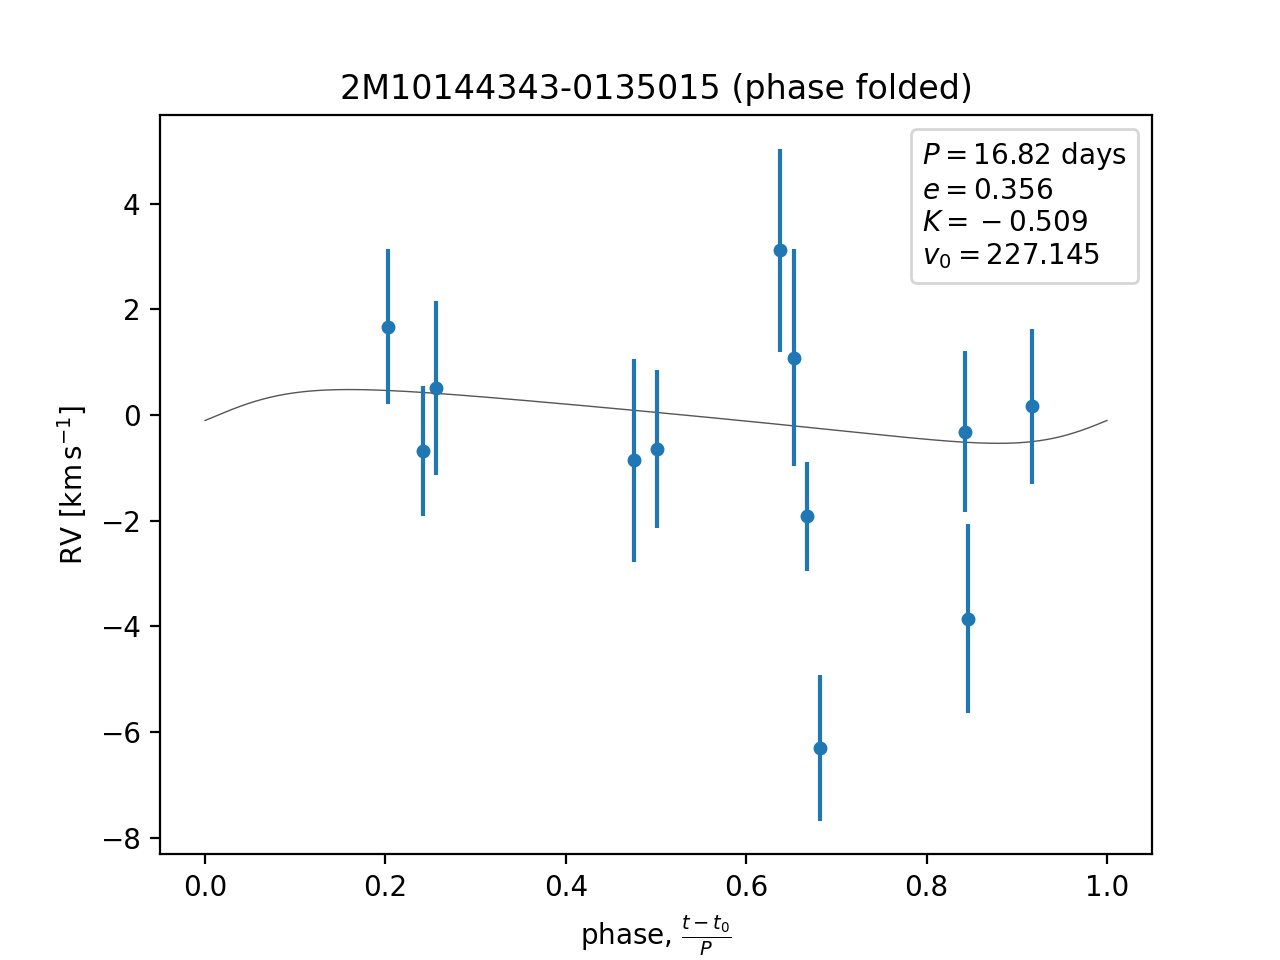 2M10144343-0135015 (phase folded)
P = 16.82 days
e = 0.356
K = −0.509
v₀ = 227.145
RV [km s⁻¹]
4
2
0
−2
−4
−6
−8
0.0 0.2 0.4 0.6 0.8 1.0
phase, (t − t₀)/P